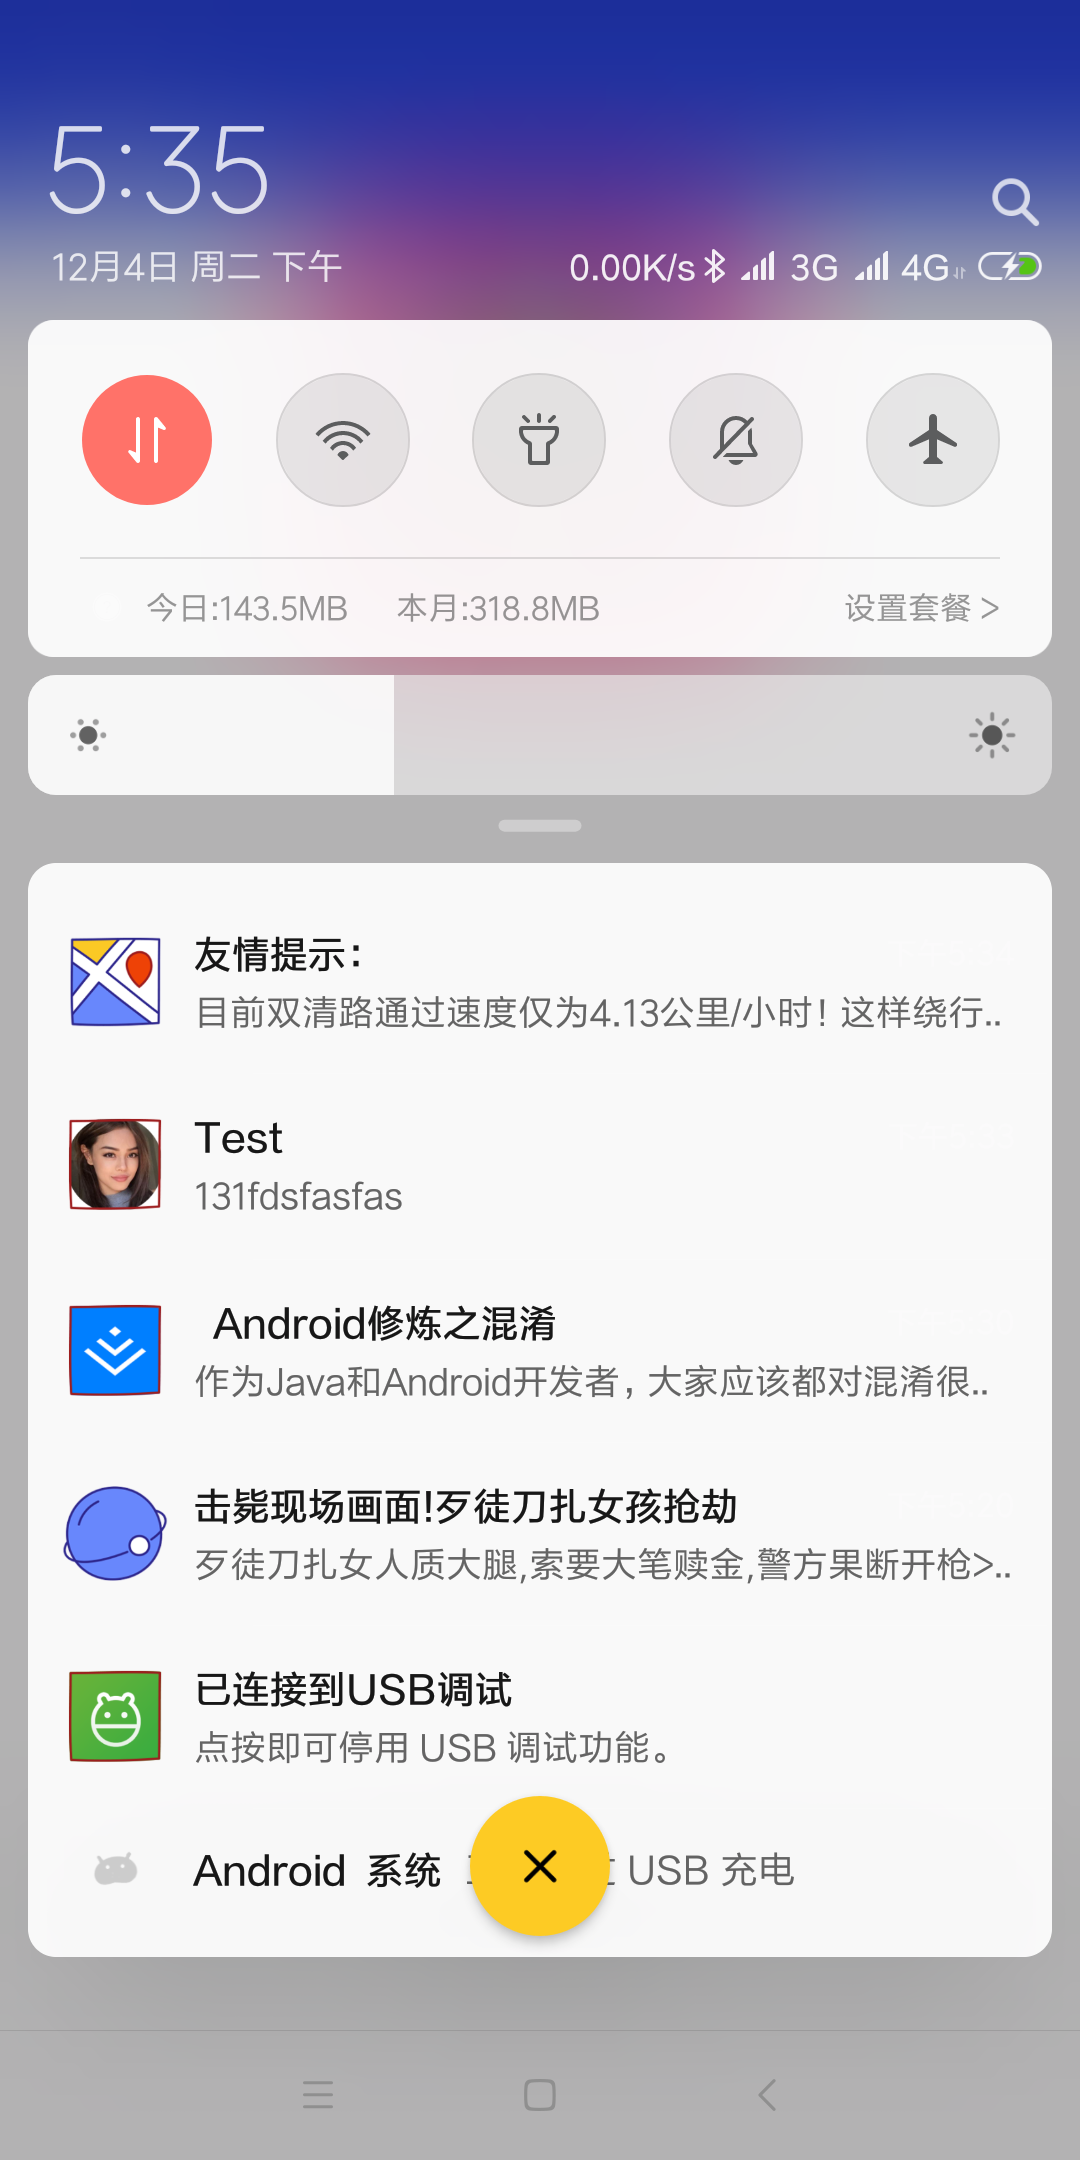 5:35
12月4日 周二 下午
0.00K/s 3G 4G
今日:143.5MB 本月:318.8MB 设置套餐 >
友情提示：
目前双清路通过速度仅为4.13公里/小时！这样绕行..
Test
131fdsfasfas
Android修炼之混淆
作为Java和Android开发者，大家应该都对混淆很..
击毙现场画面!歹徒刀扎女孩抢劫
歹徒刀扎女人质大腿,索要大笔赎金,警方果断开枪>..
已连接到USB调试
点按即可停用 USB 调试功能。
Android 系统 USB 充电